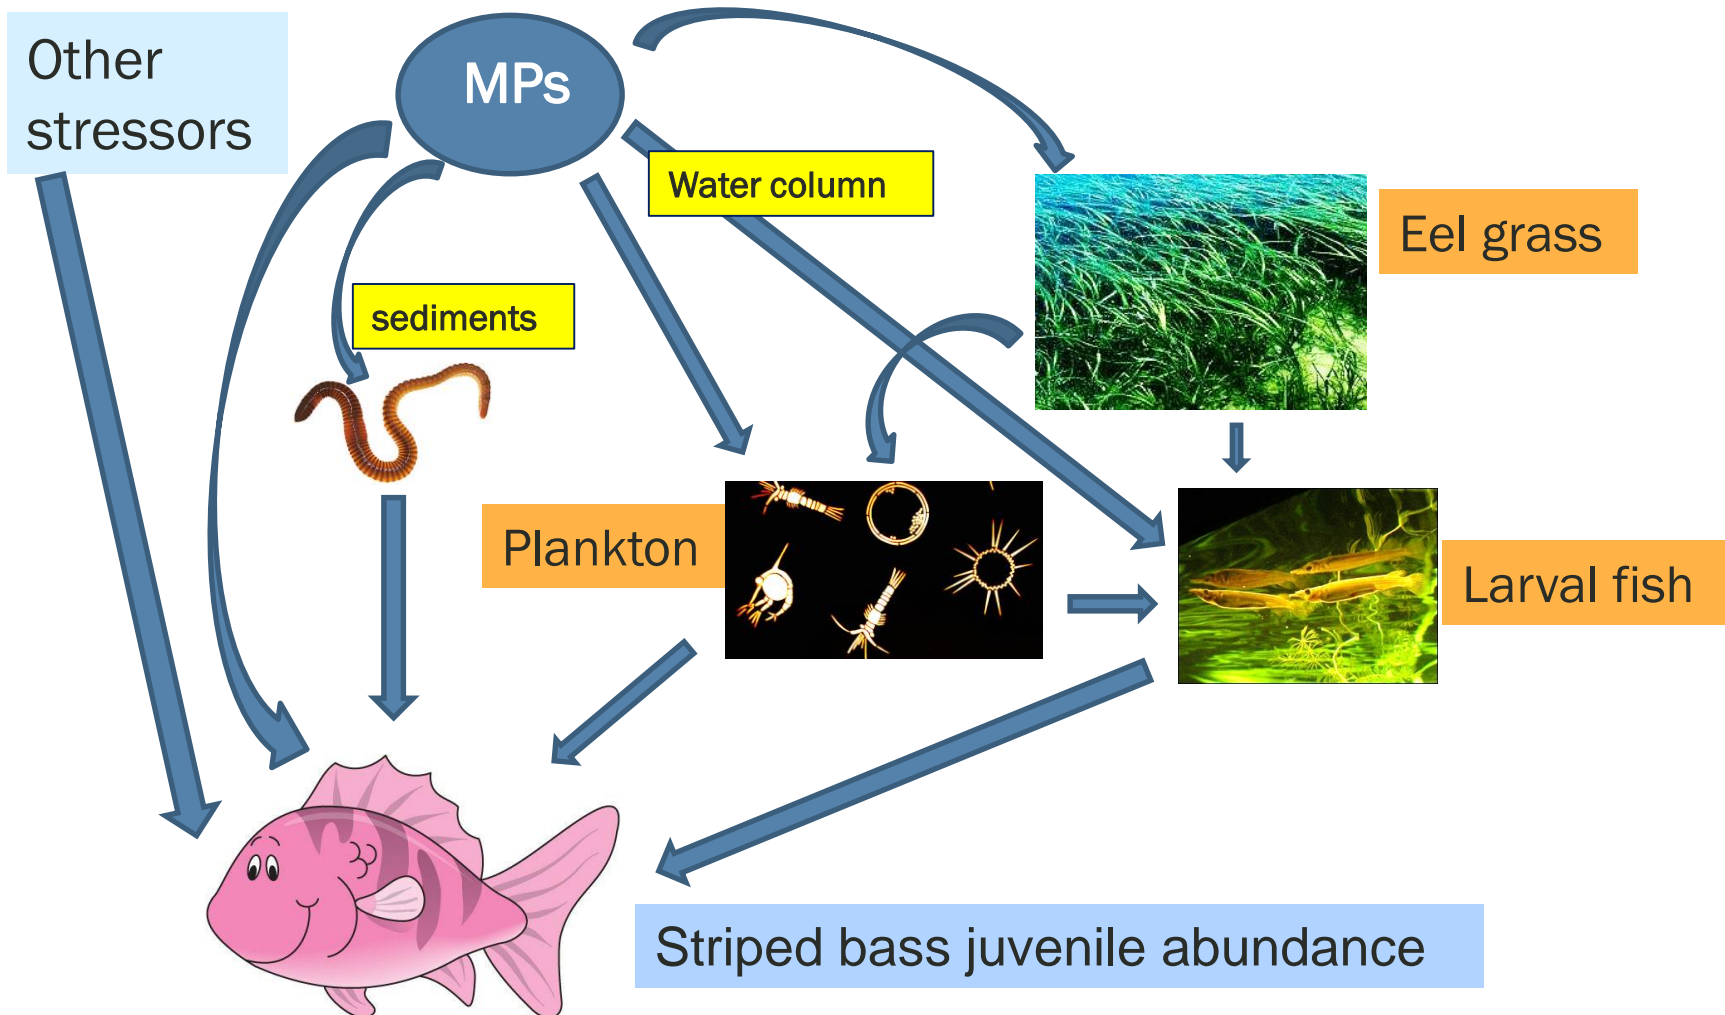 Other
stressors
MPs
Water column
Eel grass
sediments
Plankton
Larval fish
Striped bass juvenile abundance